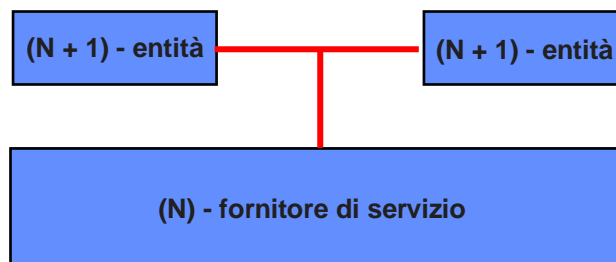 (N + 1) - entità
(N + 1) - entità
(N) - fornitore di servizio